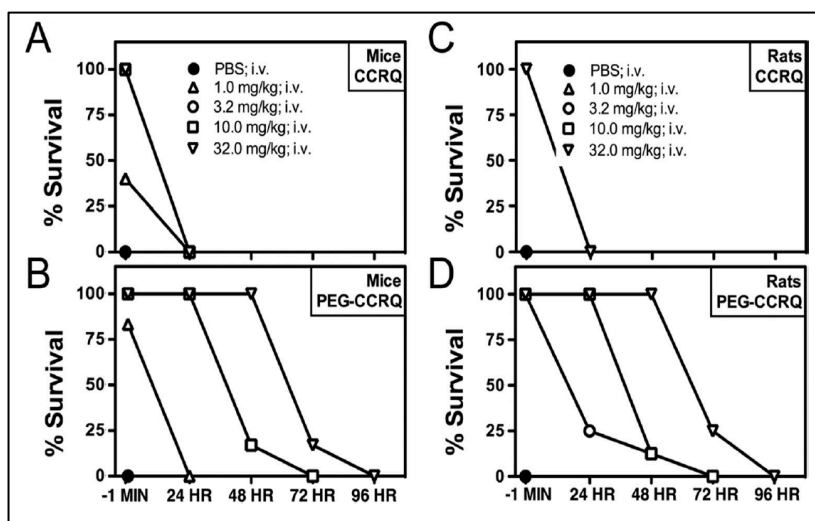 A
Mice
CCRQ
PBS; i.v.
1.0 mg/kg; i.v.
3.2 mg/kg; i.v.
10.0 mg/kg; i.v.
32.0 mg/kg; i.v.
% Survival
100
75
50
25
0
C
Rats
CCRQ
PBS; i.v.
1.0 mg/kg; i.v.
3.2 mg/kg; i.v.
10.0 mg/kg; i.v.
32.0 mg/kg; i.v.
% Survival
100
75
50
25
0
B
Mice
PEG-CCRQ
% Survival
100
75
50
25
0
-1 MIN 24 HR 48 HR 72 HR 96 HR
D
Rats
PEG-CCRQ
% Survival
100
75
50
25
0
-1 MIN 24 HR 48 HR 72 HR 96 HR